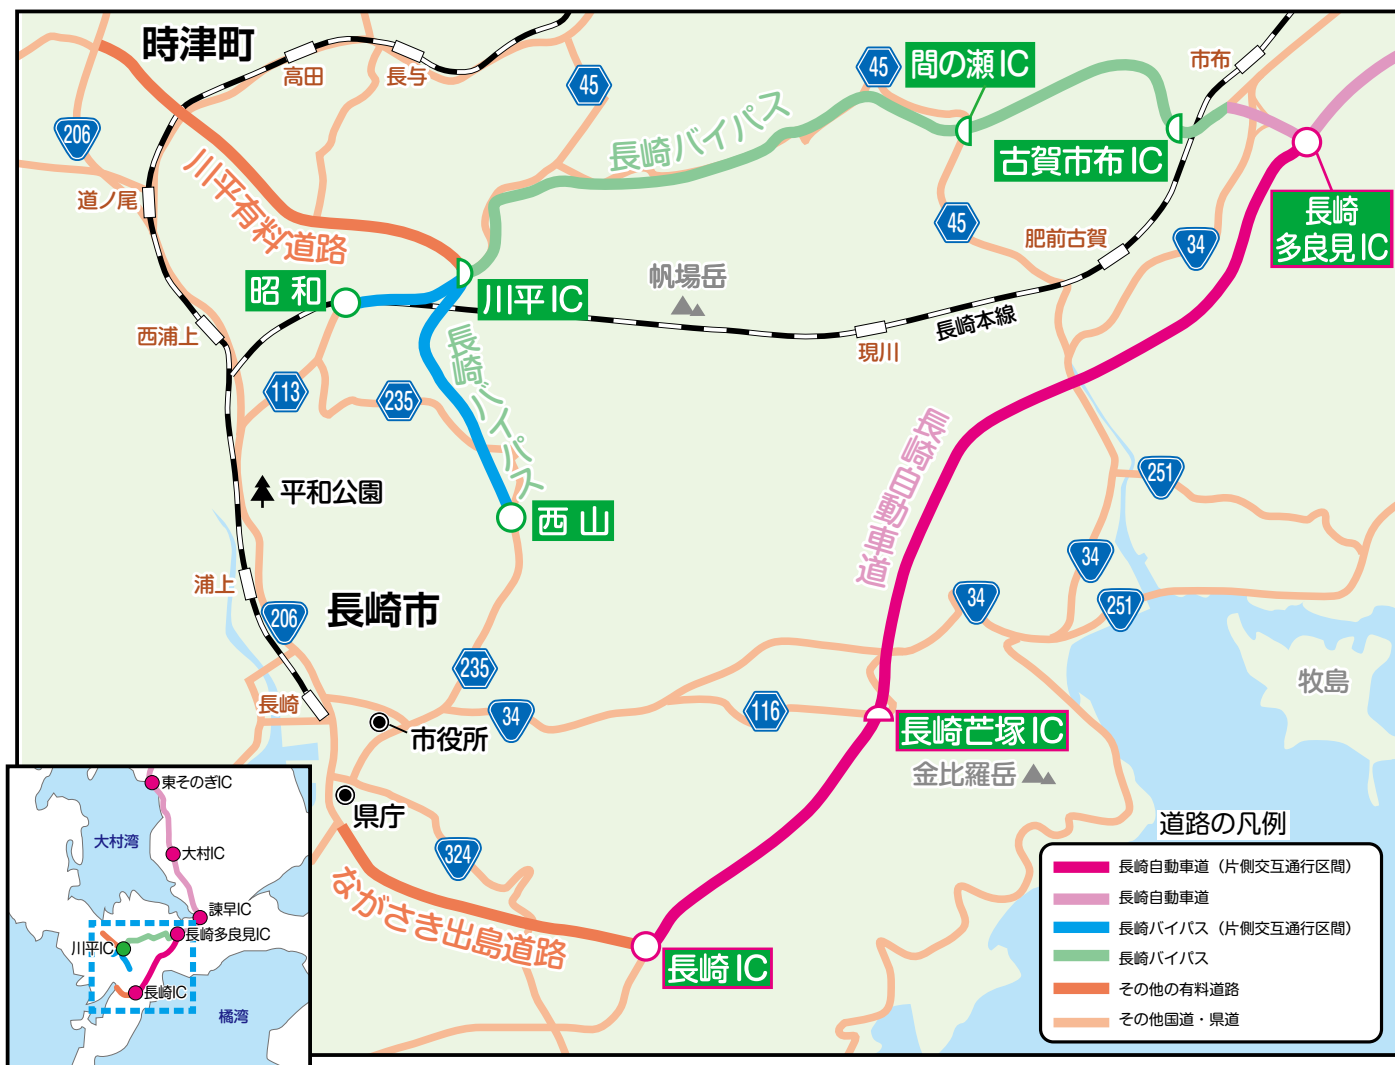 時津町
高田
長与
45
45
間の瀬IC
市布
206
長崎バイパス
古賀市布IC
川平有料道路
道ノ尾
45
肥前古賀
34
長崎
多良見IC
昭和
川平IC
帆場岳
長崎本線
西浦上
現川
長崎バイパス
113
235
長崎自動車道
平和公園
西山
251
浦上
206
長崎市
34
34
251
235
牧島
長崎
34
116
市役所
長崎芒塚IC
金比羅岳
県庁
324
ながさき出島道路
長崎IC
東そのぎIC
大村湾
大村IC
諫早IC
長崎多良見IC
川平IC
長崎IC
橘湾
道路の凡例
長崎自動車道（片側交互通行区間）
長崎自動車道
長崎バイパス（片側交互通行区間）
長崎バイパス
その他の有料道路
その他国道・県道